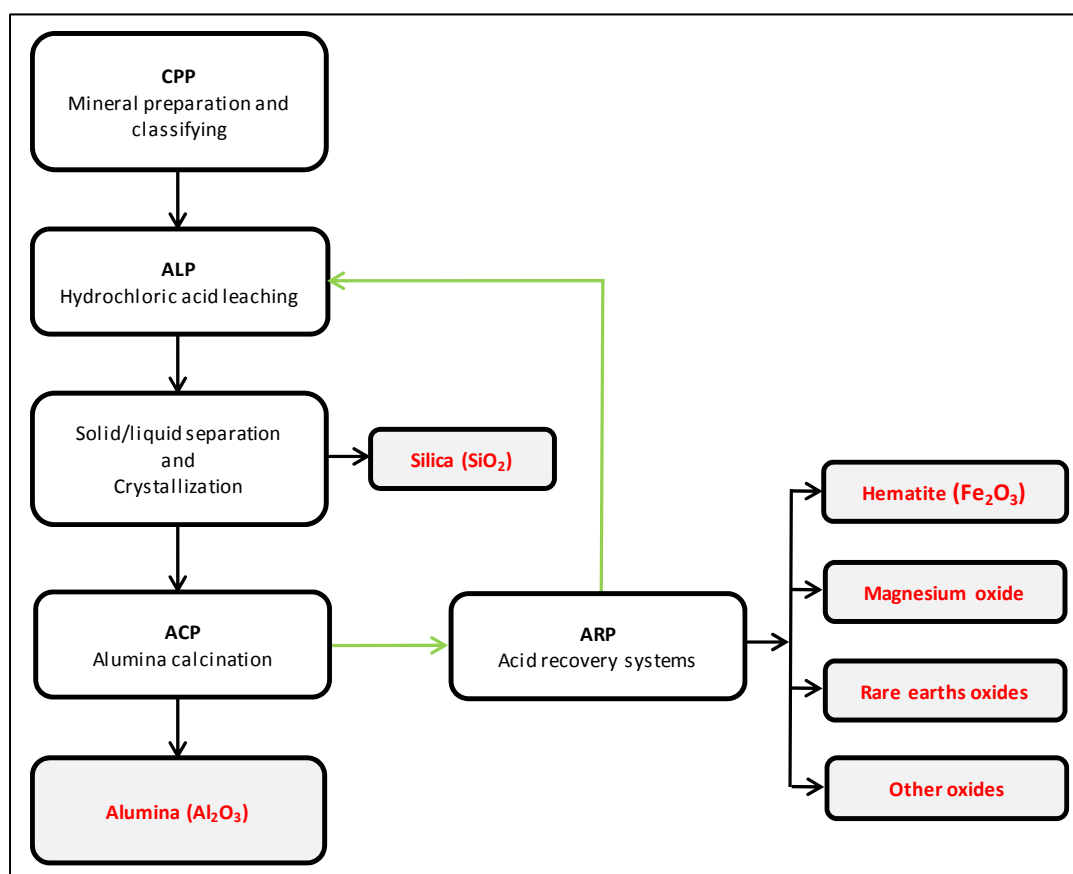 CPP
Mineral preparation and
classifying
ALP
Hydrochloric acid leaching
Solid/liquid separation
and
Crystallization
Silica (SiO₂)
ACP
Alumina calcination
Alumina (Al₂O₃)
ARP
Acid recovery systems
Hematite (Fe₂O₃)
Magnesium oxide
Rare earths oxides
Other oxides